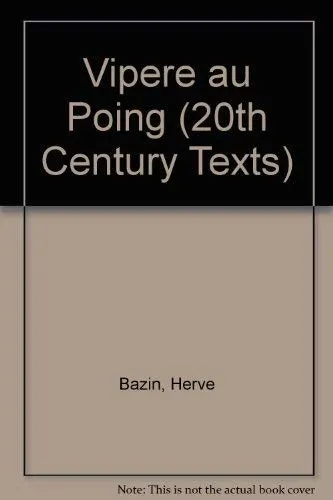 Vipere au
Poing (20th
Century Texts)
Bazin, Herve
Note: This is not the actual book cover